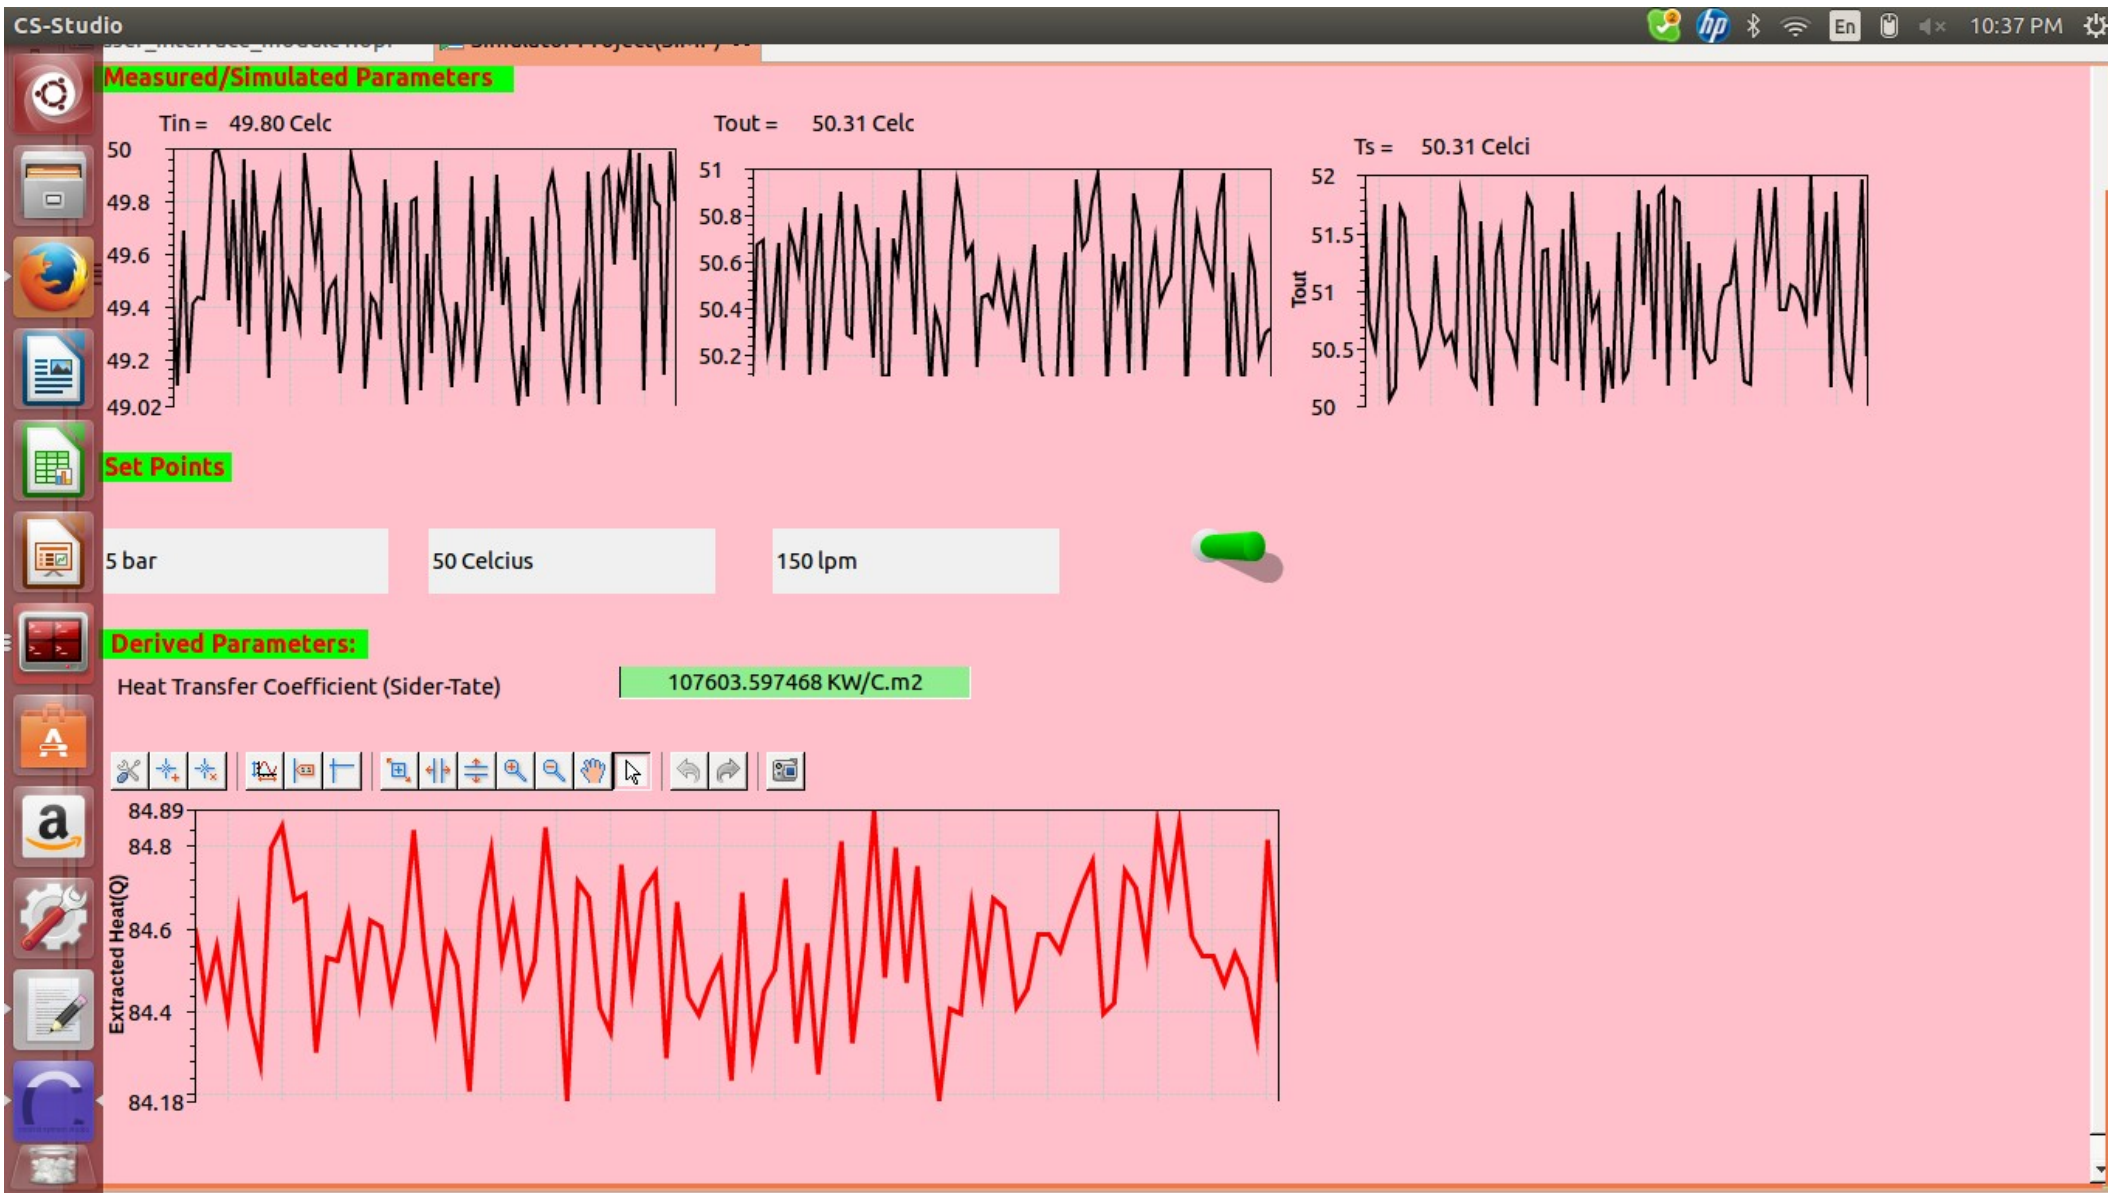 CS-Studio
En
10:37 PM
Simulator Project(SIMP)
Measured/Simulated Parameters
Tin = 49.80 Celc
Tout = 50.31 Celc
Ts = 50.31 Celci
50
49.8
49.6
49.4
49.2
49.02
51
50.8
50.6
50.4
50.2
52
51.5
51
50.5
50
Tout
Set Points
5 bar
50 Celcius
150 lpm
Derived Parameters:
Heat Transfer Coefficient (Sider-Tate)
107603.597468 KW/C.m2
84.89
84.8
84.6
84.4
84.18
Extracted Heat(Q)